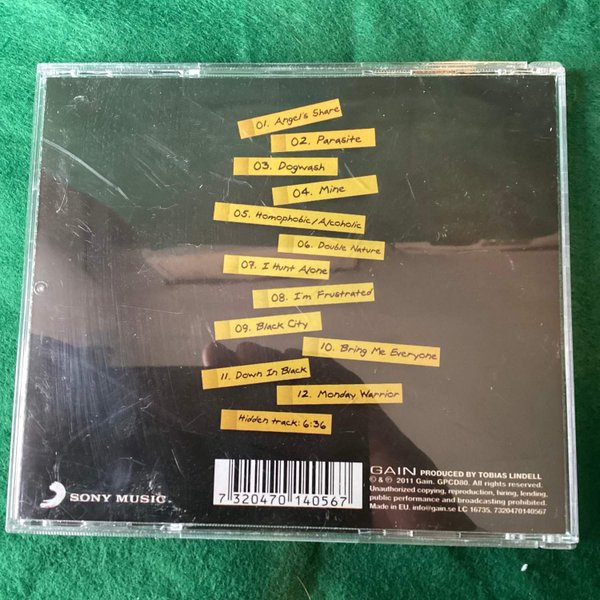 01. Angel's Share
02. Parasite
03. Dogwash
04. Mine
05. Homophobic/Alcoholic
06. Double Nature
07. I Hunt Alone
08. I'm Frustrated
09. Black City
10. Bring Me Everyone
11. Down In Black
12. Monday Warrior
Hidden track: 6:36
SONY MUSIC
7 320470 140567
GAIN PRODUCED BY TOBIAS LINDELL
© & ℗ 2011 Gain. GPCD80. All rights reserved.
Unauthorized copying, reproduction, hiring, lending,
public performance and broadcasting prohibited.
Made in EU. info@gain.se LC 16735. 7320470140567